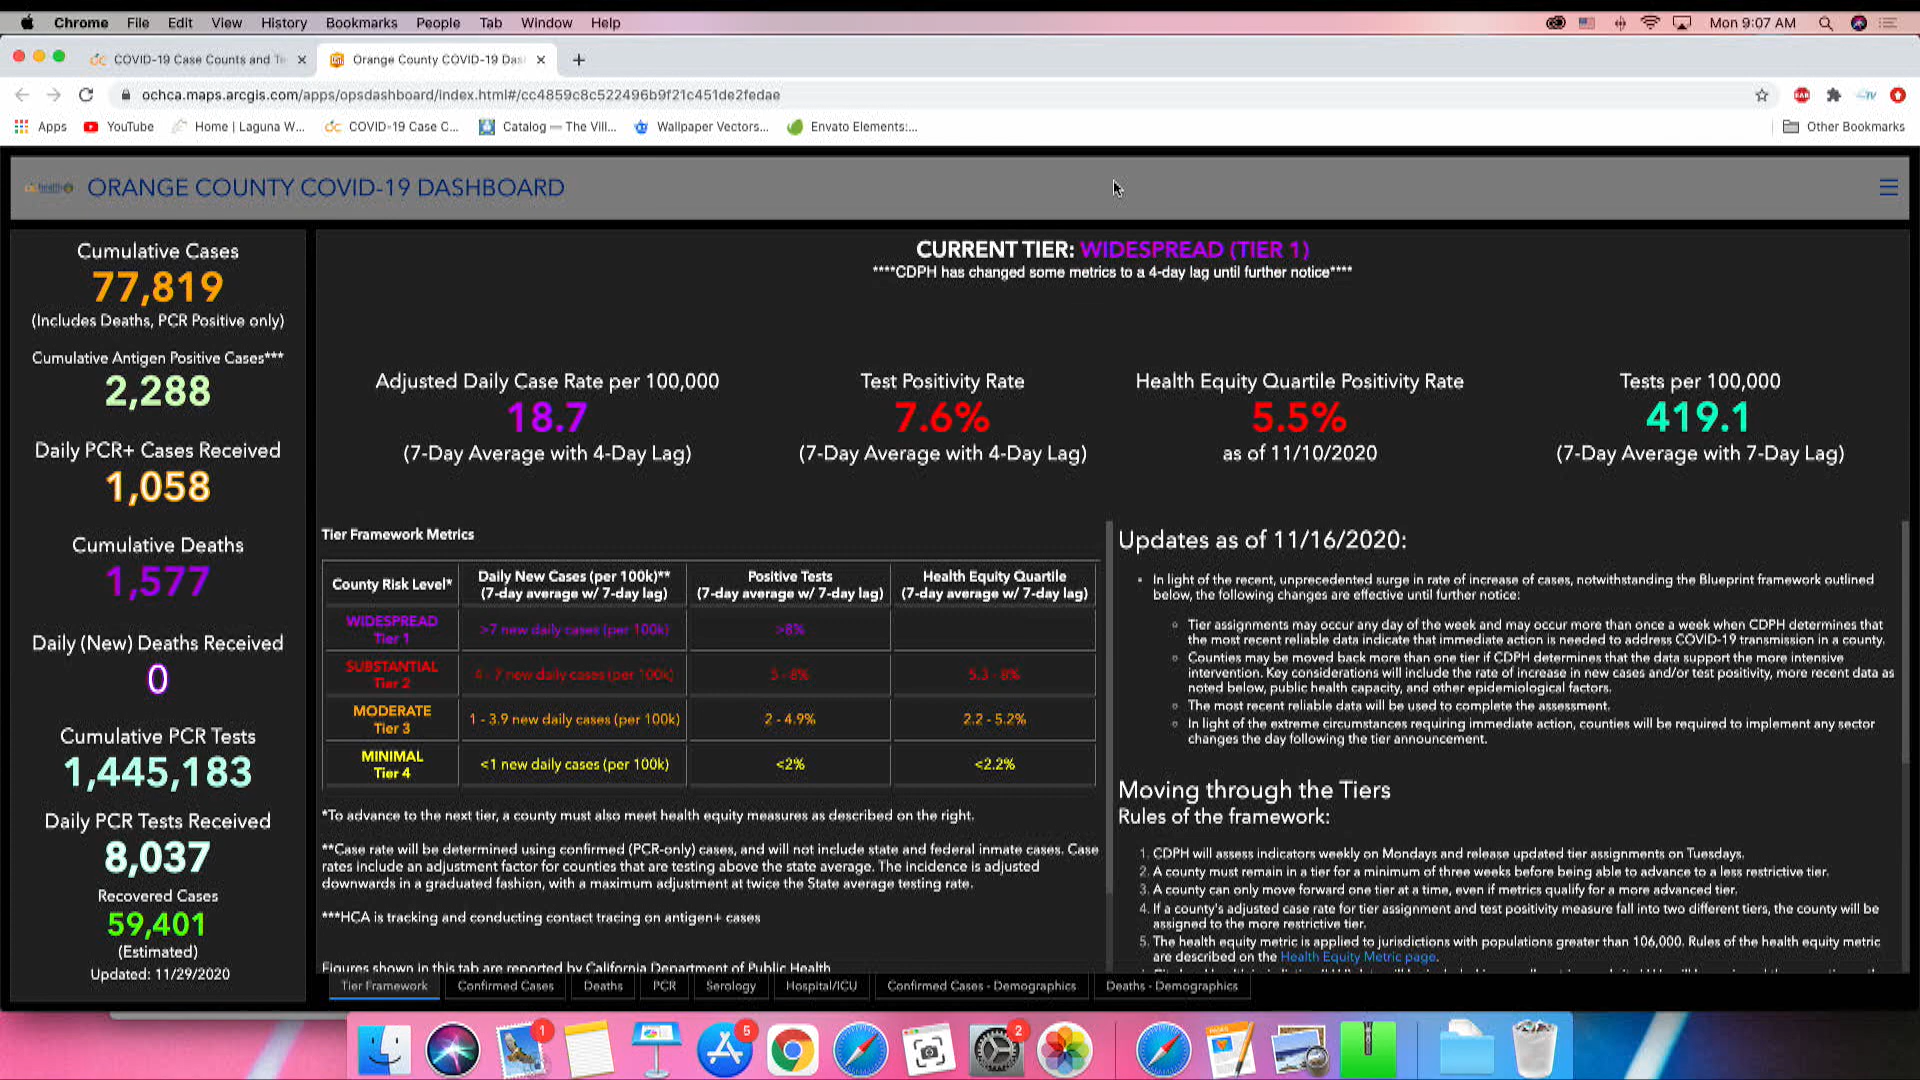 Chrome File Edit View History Bookmarks People Tab Window Help Mon 9:07 AM
COVID-19 Case Counts and Te Orange County COVID-19 Das
ochca.maps.arcgis.com/apps/opsdashboard/index.html#/cc4859c8c522496b9f21c451de2fedae
Apps YouTube Home | Laguna W... COVID-19 Case C... Catalog — The Vill... Wallpaper Vectors... Envato Elements:... Other Bookmarks
ORANGE COUNTY COVID-19 DASHBOARD
Cumulative Cases
77,819
(Includes Deaths, PCR Positive only)
Cumulative Antigen Positive Cases***
2,288
Daily PCR+ Cases Received
1,058
Cumulative Deaths
1,577
Daily (New) Deaths Received
0
Cumulative PCR Tests
1,445,183
Daily PCR Tests Received
8,037
Recovered Cases
59,401
(Estimated)
Updated: 11/29/2020
CURRENT TIER: WIDESPREAD (TIER 1)
****CDPH has changed some metrics to a 4-day lag until further notice****
Adjusted Daily Case Rate per 100,000
18.7
(7-Day Average with 4-Day Lag)
Test Positivity Rate
7.6%
(7-Day Average with 4-Day Lag)
Health Equity Quartile Positivity Rate
5.5%
as of 11/10/2020
Tests per 100,000
419.1
(7-Day Average with 7-Day Lag)
Tier Framework Metrics
County Risk Level* Daily New Cases (per 100k)** Positive Tests Health Equity Quartile
(7-day average w/ 7-day lag) (7-day average w/ 7-day lag) (7-day average w/ 7-day lag)
WIDESPREAD
Tier 1 >7 new daily cases (per 100k) >8%
SUBSTANTIAL
Tier 2 4 - 7 new daily cases (per 100k) 5 - 8% 5.3 - 8%
MODERATE
Tier 3 1 - 3.9 new daily cases (per 100k) 2 - 4.9% 2.2 - 5.2%
MINIMAL
Tier 4 <1 new daily cases (per 100k) <2% <2.2%
*To advance to the next tier, a county must also meet health equity measures as described on the right.
**Case rate will be determined using confirmed (PCR-only) cases, and will not include state and federal inmate cases. Case
rates include an adjustment factor for counties that are testing above the state average. The incidence is adjusted
downwards in a graduated fashion, with a maximum adjustment at twice the State average testing rate.
***HCA is tracking and conducting contact tracing on antigen+ cases
Figures shown in this tab are reported by California Department of Public Health
Updates as of 11/16/2020:
In light of the recent, unprecedented surge in rate of increase of cases, notwithstanding the Blueprint framework outlined
below, the following changes are effective until further notice:
Tier assignments may occur any day of the week and may occur more than once a week when CDPH determines that
the most recent reliable data indicate that immediate action is needed to address COVID-19 transmission in a county.
Counties may be moved back more than one tier if CDPH determines that the data support the more intensive
intervention. Key considerations will include the rate of increase in new cases and/or test positivity, more recent data as
noted below, public health capacity, and other epidemiological factors.
The most recent reliable data will be used to complete the assessment.
In light of the extreme circumstances requiring immediate action, counties will be required to implement any sector
changes the day following the tier announcement.
Moving through the Tiers
Rules of the framework:
1. CDPH will assess indicators weekly on Mondays and release updated tier assignments on Tuesdays.
2. A county must remain in a tier for a minimum of three weeks before being able to advance to a less restrictive tier.
3. A county can only move forward one tier at a time, even if metrics qualify for a more advanced tier.
4. If a county's adjusted case rate for tier assignment and test positivity measure fall into two different tiers, the county will be
assigned to the more restrictive tier.
5. The health equity metric is applied to jurisdictions with populations greater than 106,000. Rules of the health equity metric
are described on the Health Equity Metric page.
Tier Framework Confirmed Cases Deaths PCR Serology Hospital/ICU Confirmed Cases - Demographics Deaths - Demographics
1 5 2